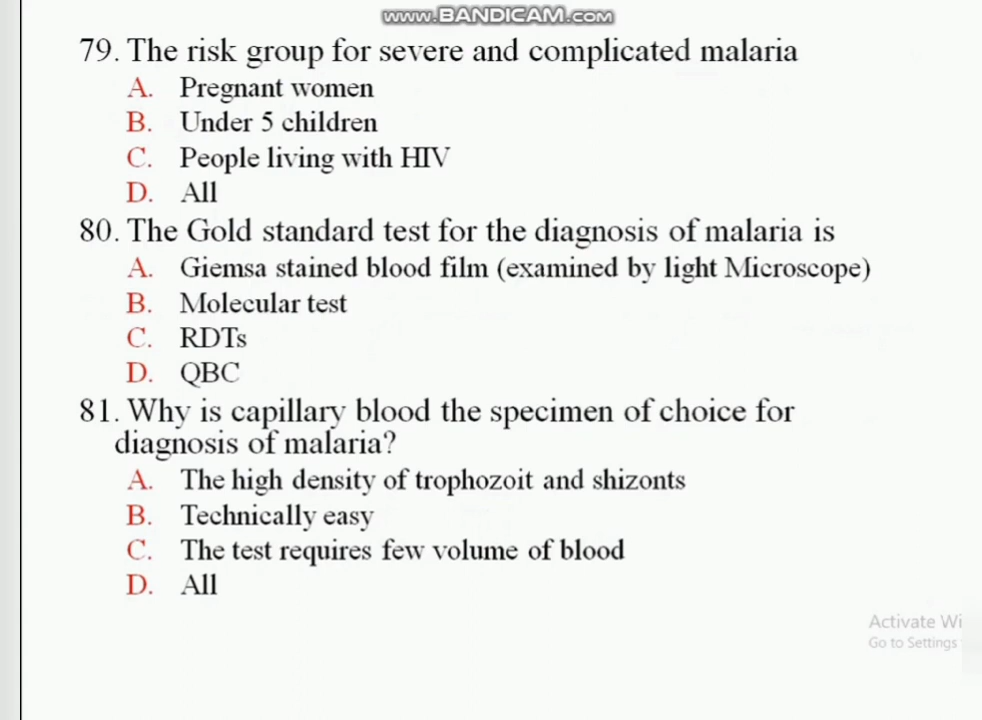 www.BANDICAM.com
79. The risk group for severe and complicated malaria
A. Pregnant women
B. Under 5 children
C. People living with HIV
D. All
80. The Gold standard test for the diagnosis of malaria is
A. Giemsa stained blood film (examined by light Microscope)
B. Molecular test
C. RDTs
D. QBC
81. Why is capillary blood the specimen of choice for
diagnosis of malaria?
A. The high density of trophozoit and shizonts
B. Technically easy
C. The test requires few volume of blood
D. All
Activate Wi
Go to Settings